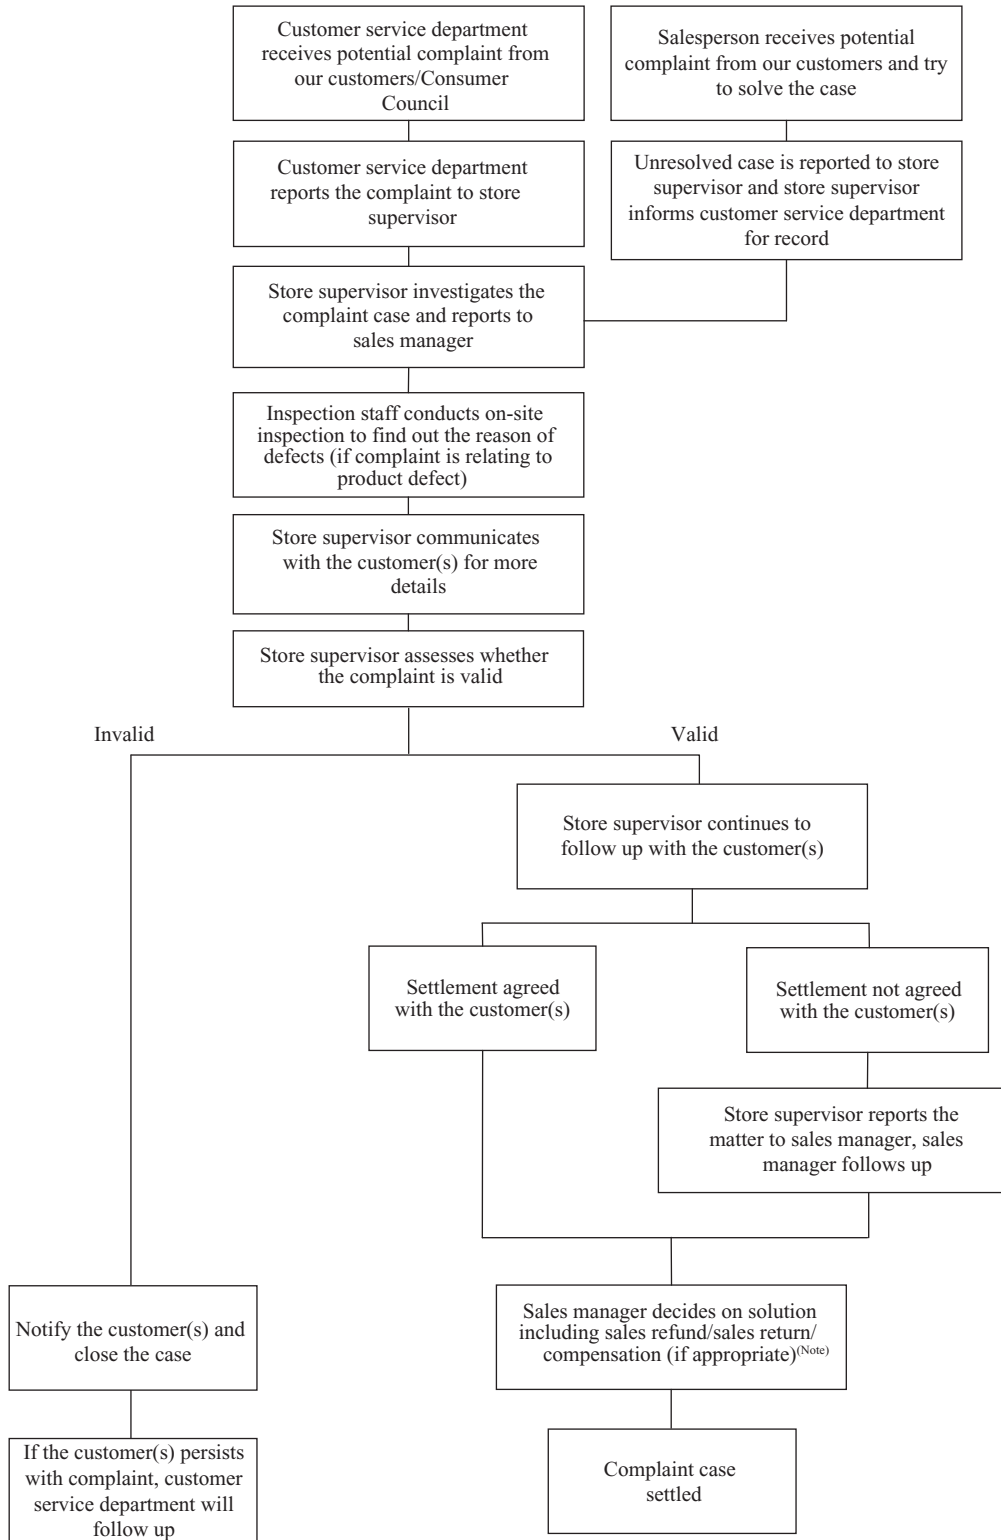 Customer service department
receives potential complaint from
our customers/Consumer
Council
Salesperson receives potential
complaint from our customers and try
to solve the case
Customer service department
reports the complaint to store
supervisor
Unresolved case is reported to store
supervisor and store supervisor
informs customer service department
for record
Store supervisor investigates the
complaint case and reports to
sales manager
Inspection staff conducts on-site
inspection to find out the reason of
defects (if complaint is relating to
product defect)
Store supervisor communicates
with the customer(s) for more
details
Store supervisor assesses whether
the complaint is valid
Invalid
Valid
Store supervisor continues to
follow up with the customer(s)
Settlement agreed
with the customer(s)
Settlement not agreed
with the customer(s)
Store supervisor reports the
matter to sales manager, sales
manager follows up
Notify the customer(s) and
close the case
Sales manager decides on solution
including sales refund/sales return/
compensation (if appropriate)(Note)
If the customer(s) persists
with complaint, customer
service department will
follow up
Complaint case
settled